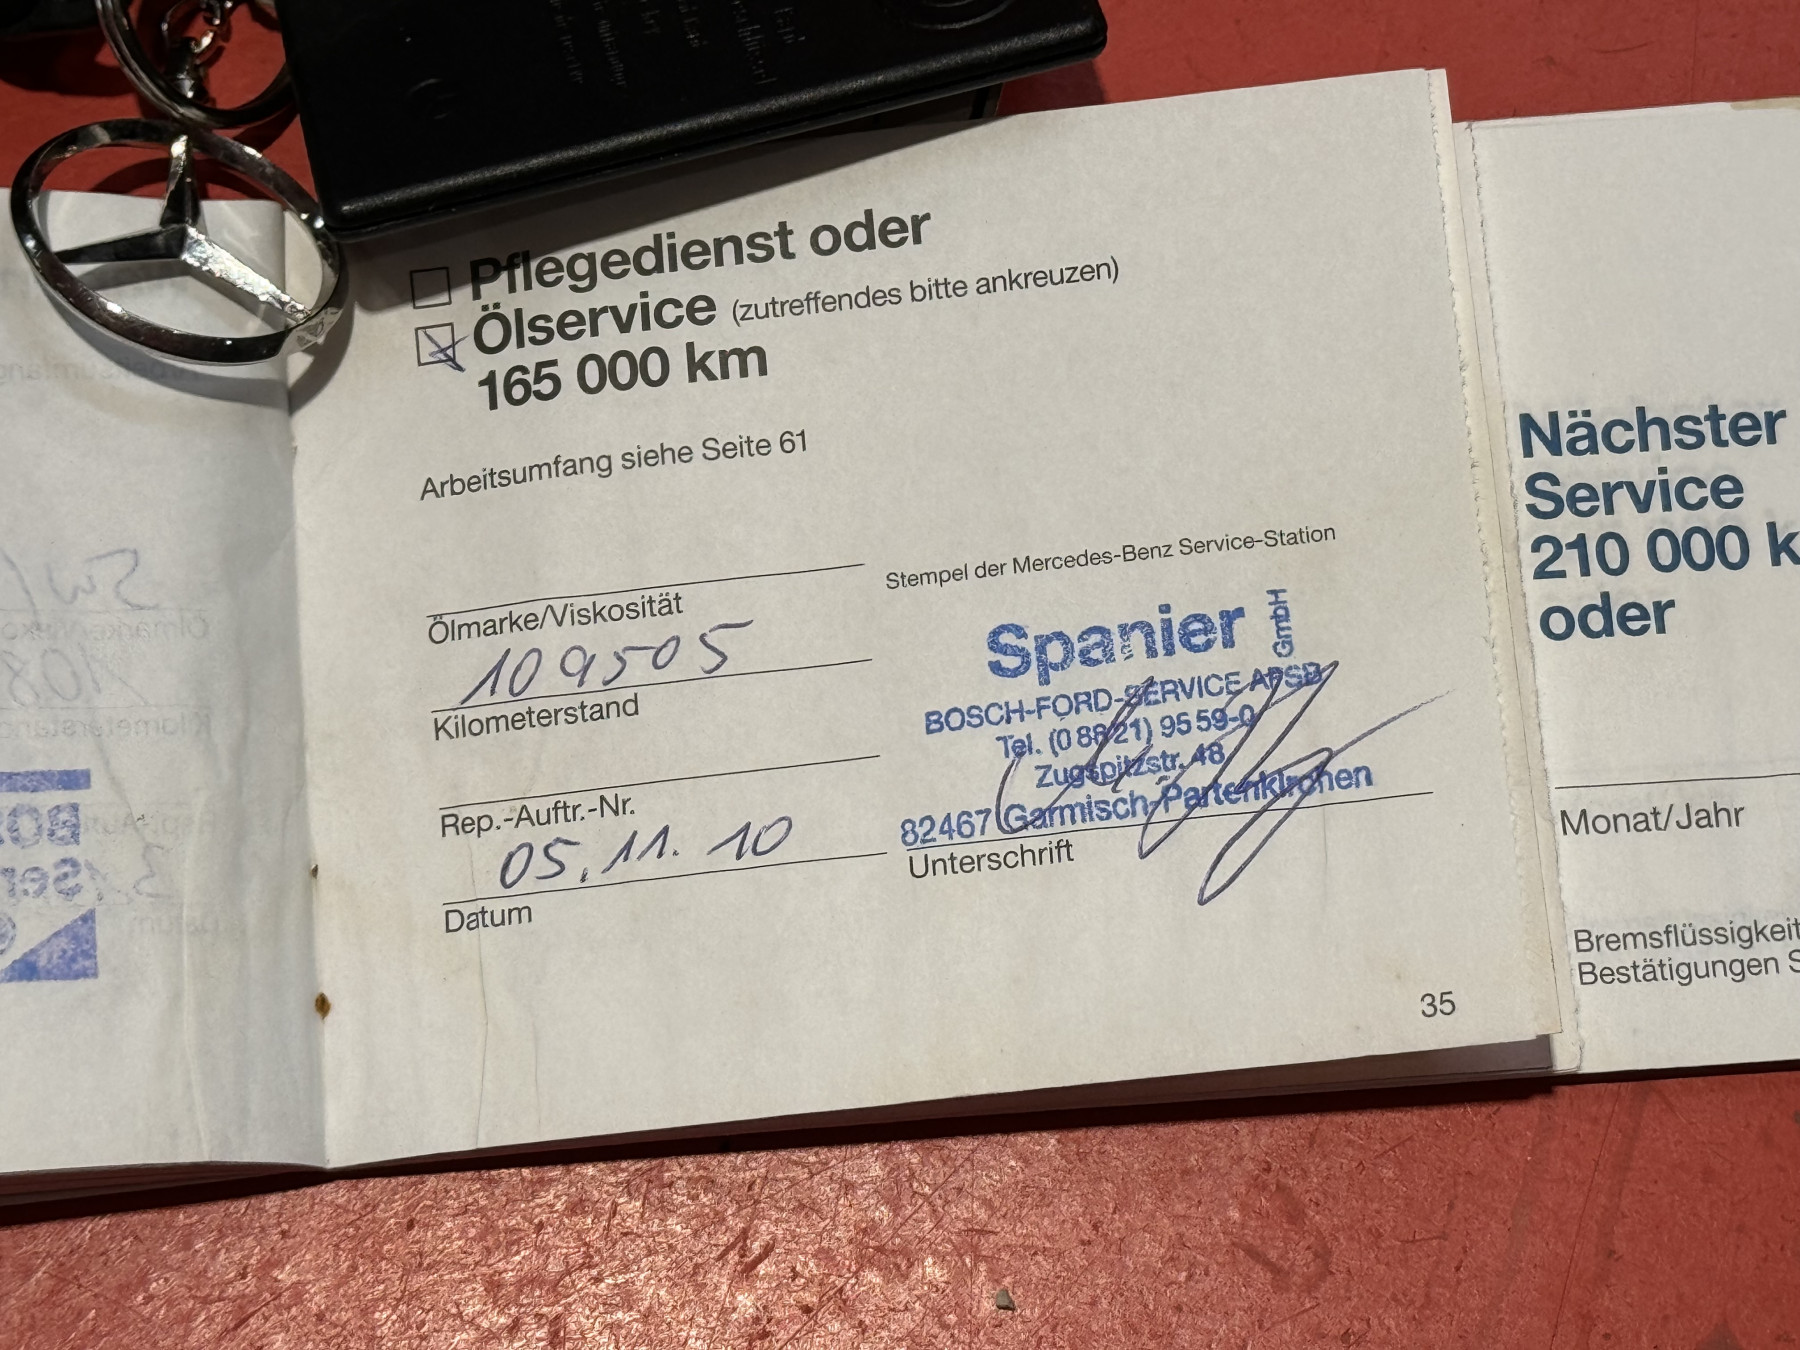 Pflegedienst oder
Ölservice (zutreffendes bitte ankreuzen)
165 000 km
Arbeitsumfang siehe Seite 61
Ölmarke/Viskosität
109505
Kilometerstand
Rep.-Auftr.-Nr.
05.11.10
Datum
Stempel der Mercedes-Benz Service-Station
Spanier GmbH
BOSCH-FORD-SERVICE APSB
Tel. (0 88 21) 95 59-0
Zugspitzstr. 48
82467 Garmisch-Partenkirchen
Unterschrift
35
Nächster
Service
210 000 k
oder
Monat/Jahr
Bremsflüssigkeit
Bestätigungen S